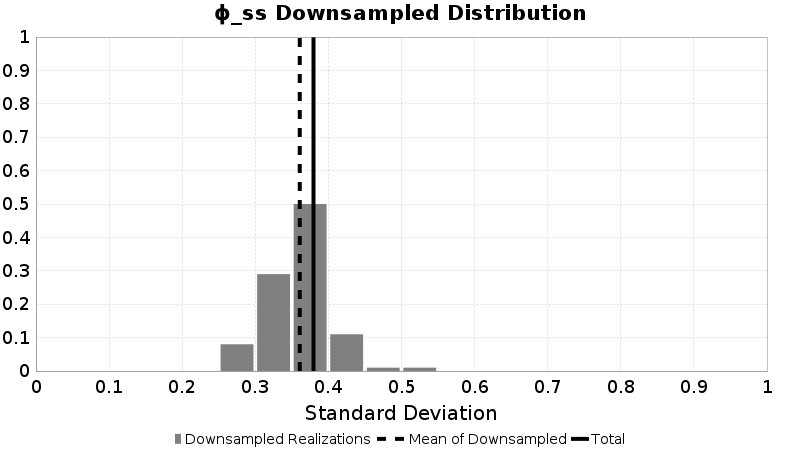 ϕ_ss Downsampled Distribution
1
0.9
0.8
0.7
0.6
0.5
0.4
0.3
0.2
0.1
0
0 0.1 0.2 0.3 0.4 0.5 0.6 0.7 0.8 0.9 1
Standard Deviation
Downsampled Realizations Mean of Downsampled Total